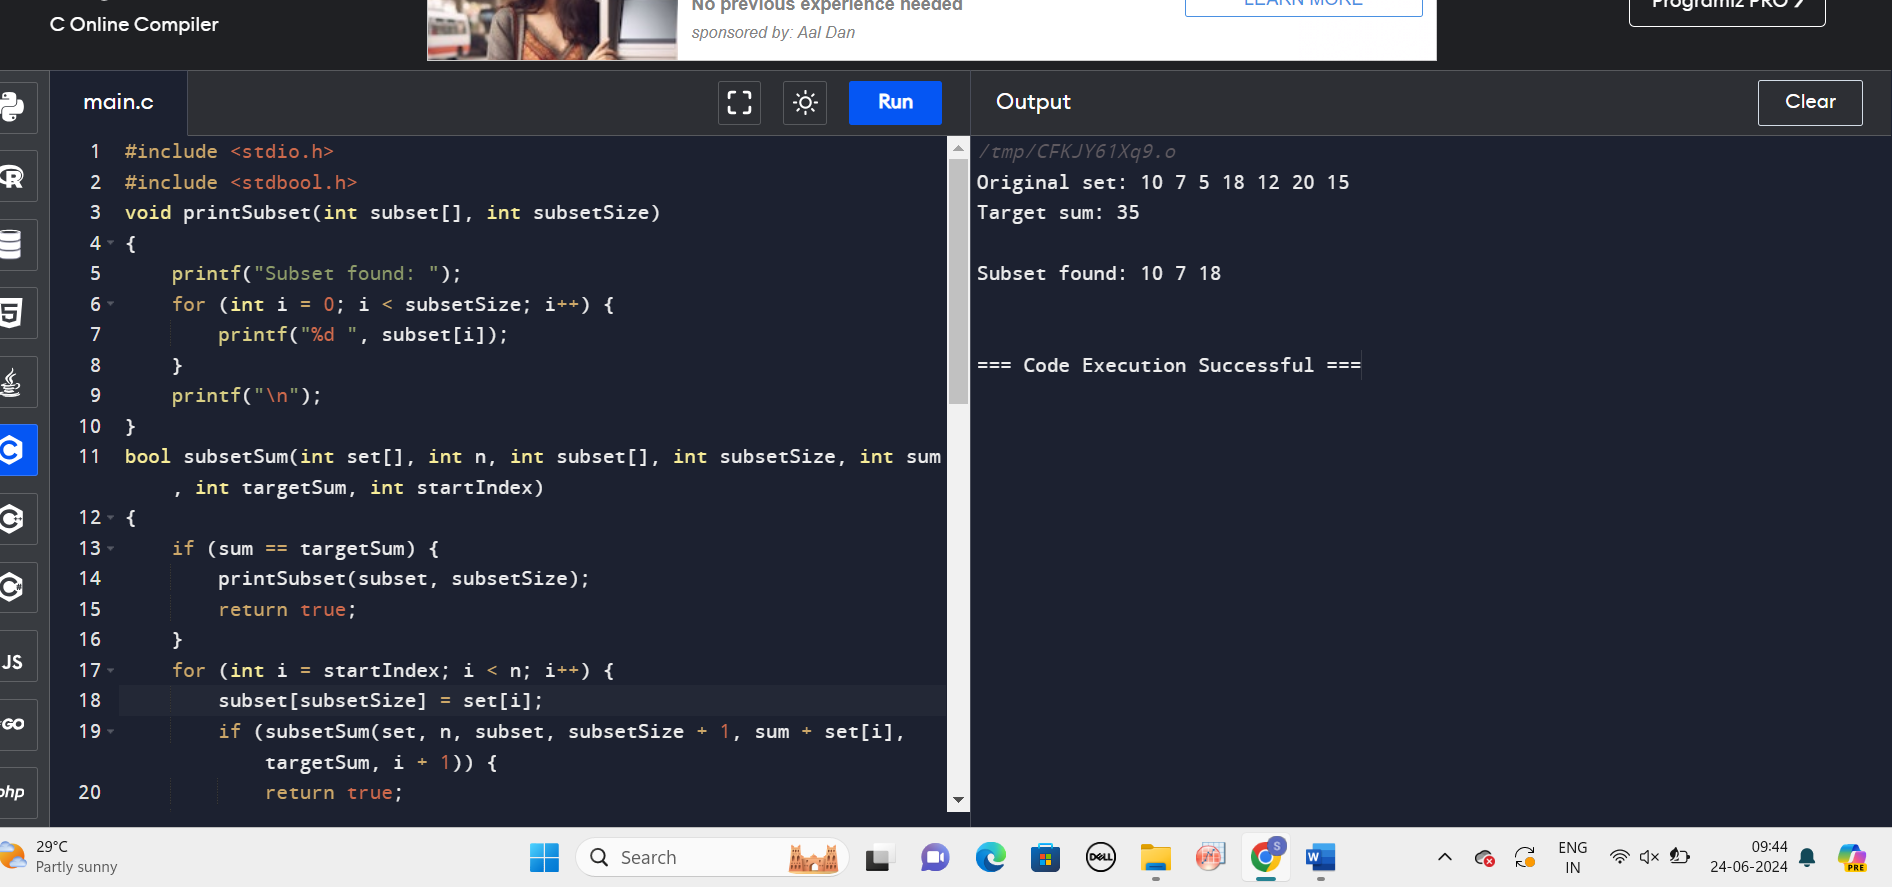 No previous experience needed
LEARN MORE
Programiz PRO
C Online Compiler
sponsored by: Aal Dan
main.c
Run
Output
Clear
1 #include <stdio.h>
2 #include <stdbool.h>
3 void printSubset(int subset[], int subsetSize)
4 {
5 printf("Subset found: ");
6 for (int i = 0; i < subsetSize; i++) {
7 printf("%d ", subset[i]);
8 }
9 printf("\n");
10 }
11 bool subsetSum(int set[], int n, int subset[], int subsetSize, int sum
, int targetSum, int startIndex)
12 {
13 if (sum == targetSum) {
14 printSubset(subset, subsetSize);
15 return true;
16 }
17 for (int i = startIndex; i < n; i++) {
18 subset[subsetSize] = set[i];
19 if (subsetSum(set, n, subset, subsetSize + 1, sum + set[i],
targetSum, i + 1)) {
20 return true;
/tmp/CFKJY61Xq9.o
Original set: 10 7 5 18 12 20 15
Target sum: 35
Subset found: 10 7 18
=== Code Execution Successful ===
R
5
C
C
C
JS
GO
php
29°C
Partly sunny
Search
DELL
S
W
ENG
IN
09:44
24-06-2024
PRE